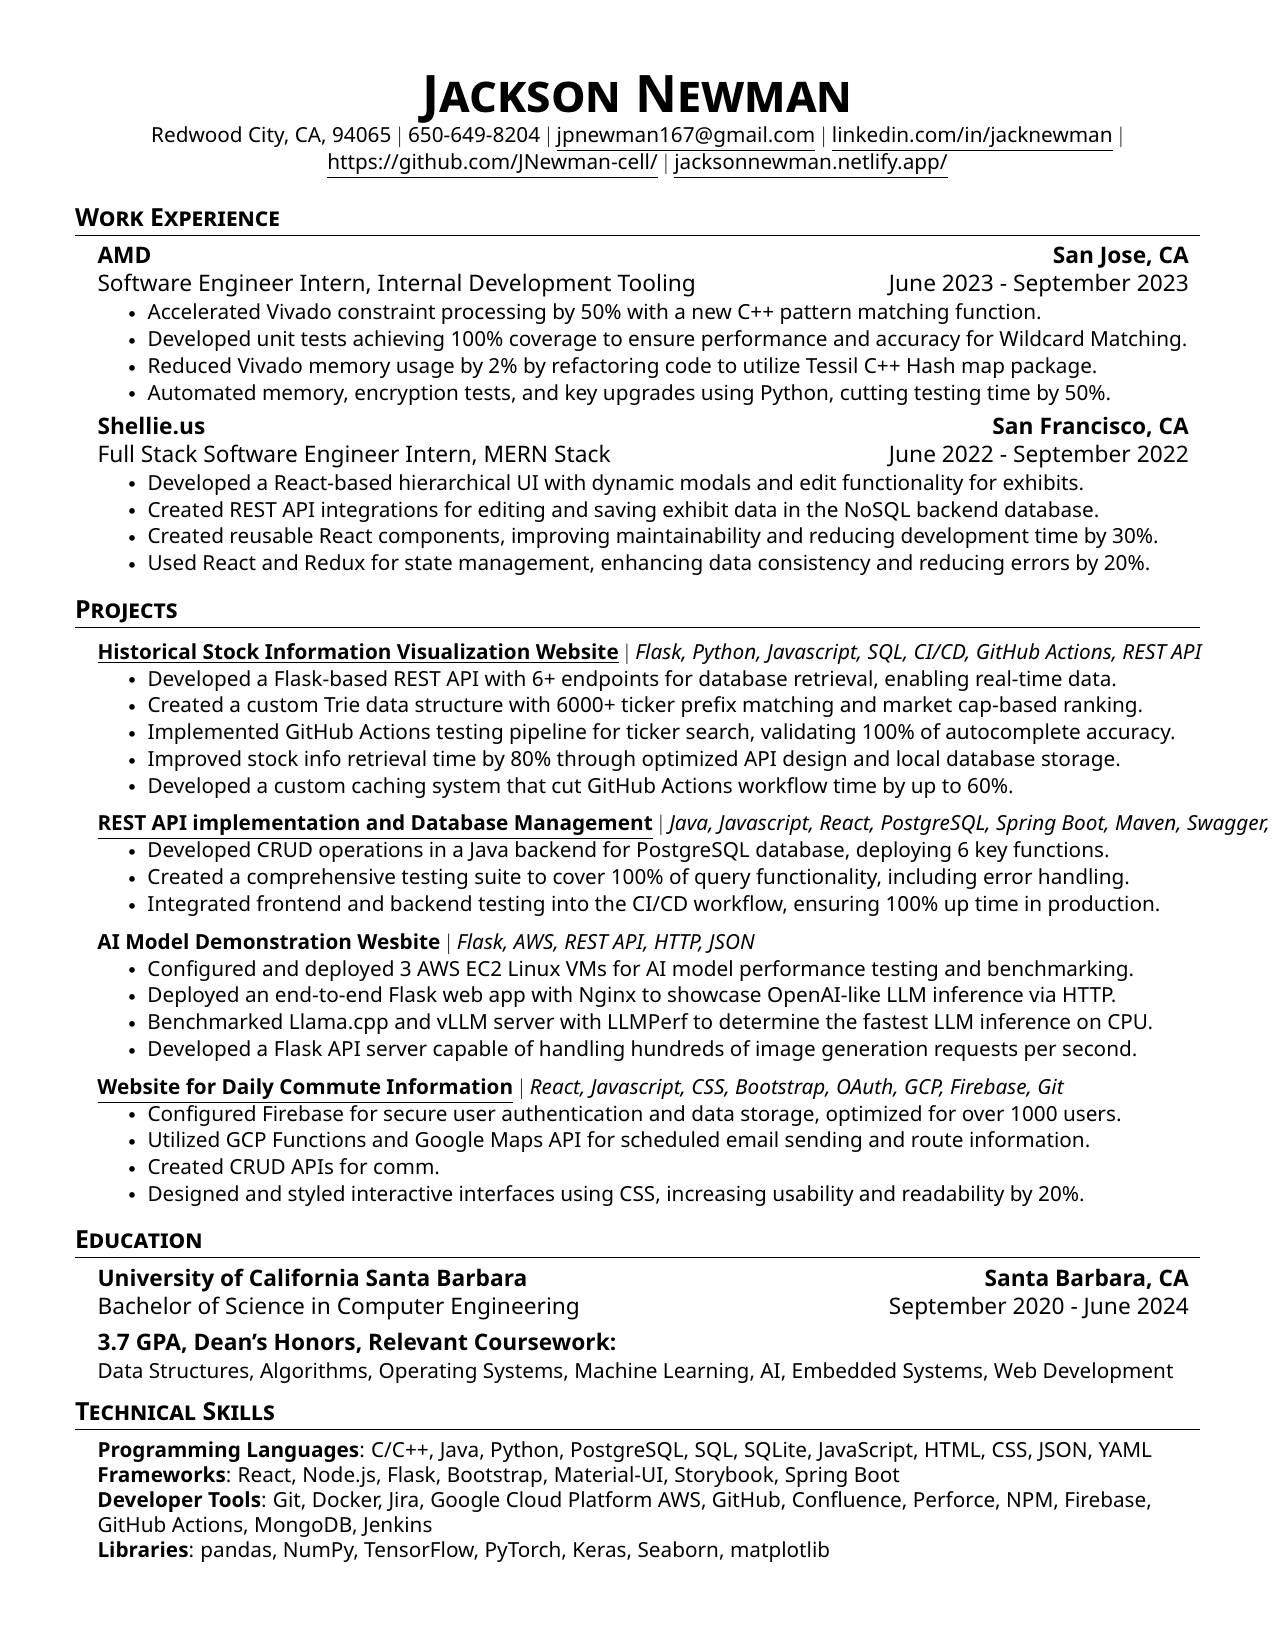 Jackson Newman
Redwood City, CA, 94065 | 650-649-8204 | jpnewman167@gmail.com | linkedin.com/in/jacknewman |
https://github.com/JNewman-cell/ | jacksonnewman.netlify.app/
Work Experience
AMD San Jose, CA
Software Engineer Intern, Internal Development Tooling June 2023 - September 2023
• Accelerated Vivado constraint processing by 50% with a new C++ pattern matching function.
• Developed unit tests achieving 100% coverage to ensure performance and accuracy for Wildcard Matching.
• Reduced Vivado memory usage by 2% by refactoring code to utilize Tessil C++ Hash map package.
• Automated memory, encryption tests, and key upgrades using Python, cutting testing time by 50%.
Shellie.us San Francisco, CA
Full Stack Software Engineer Intern, MERN Stack June 2022 - September 2022
• Developed a React-based hierarchical UI with dynamic modals and edit functionality for exhibits.
• Created REST API integrations for editing and saving exhibit data in the NoSQL backend database.
• Created reusable React components, improving maintainability and reducing development time by 30%.
• Used React and Redux for state management, enhancing data consistency and reducing errors by 20%.
Projects
Historical Stock Information Visualization Website | Flask, Python, Javascript, SQL, CI/CD, GitHub Actions, REST API
• Developed a Flask-based REST API with 6+ endpoints for database retrieval, enabling real-time data.
• Created a custom Trie data structure with 6000+ ticker prefix matching and market cap-based ranking.
• Implemented GitHub Actions testing pipeline for ticker search, validating 100% of autocomplete accuracy.
• Improved stock info retrieval time by 80% through optimized API design and local database storage.
• Developed a custom caching system that cut GitHub Actions workflow time by up to 60%.
REST API implementation and Database Management | Java, Javascript, React, PostgreSQL, Spring Boot, Maven, Swagger,
• Developed CRUD operations in a Java backend for PostgreSQL database, deploying 6 key functions.
• Created a comprehensive testing suite to cover 100% of query functionality, including error handling.
• Integrated frontend and backend testing into the CI/CD workflow, ensuring 100% up time in production.
AI Model Demonstration Wesbite | Flask, AWS, REST API, HTTP, JSON
• Configured and deployed 3 AWS EC2 Linux VMs for AI model performance testing and benchmarking.
• Deployed an end-to-end Flask web app with Nginx to showcase OpenAI-like LLM inference via HTTP.
• Benchmarked Llama.cpp and vLLM server with LLMPerf to determine the fastest LLM inference on CPU.
• Developed a Flask API server capable of handling hundreds of image generation requests per second.
Website for Daily Commute Information | React, Javascript, CSS, Bootstrap, OAuth, GCP, Firebase, Git
• Configured Firebase for secure user authentication and data storage, optimized for over 1000 users.
• Utilized GCP Functions and Google Maps API for scheduled email sending and route information.
• Created CRUD APIs for comm.
• Designed and styled interactive interfaces using CSS, increasing usability and readability by 20%.
Education
University of California Santa Barbara Santa Barbara, CA
Bachelor of Science in Computer Engineering September 2020 - June 2024
3.7 GPA, Dean’s Honors, Relevant Coursework:
Data Structures, Algorithms, Operating Systems, Machine Learning, AI, Embedded Systems, Web Development
Technical Skills
Programming Languages: C/C++, Java, Python, PostgreSQL, SQL, SQLite, JavaScript, HTML, CSS, JSON, YAML
Frameworks: React, Node.js, Flask, Bootstrap, Material-UI, Storybook, Spring Boot
Developer Tools: Git, Docker, Jira, Google Cloud Platform AWS, GitHub, Confluence, Perforce, NPM, Firebase,
GitHub Actions, MongoDB, Jenkins
Libraries: pandas, NumPy, TensorFlow, PyTorch, Keras, Seaborn, matplotlib